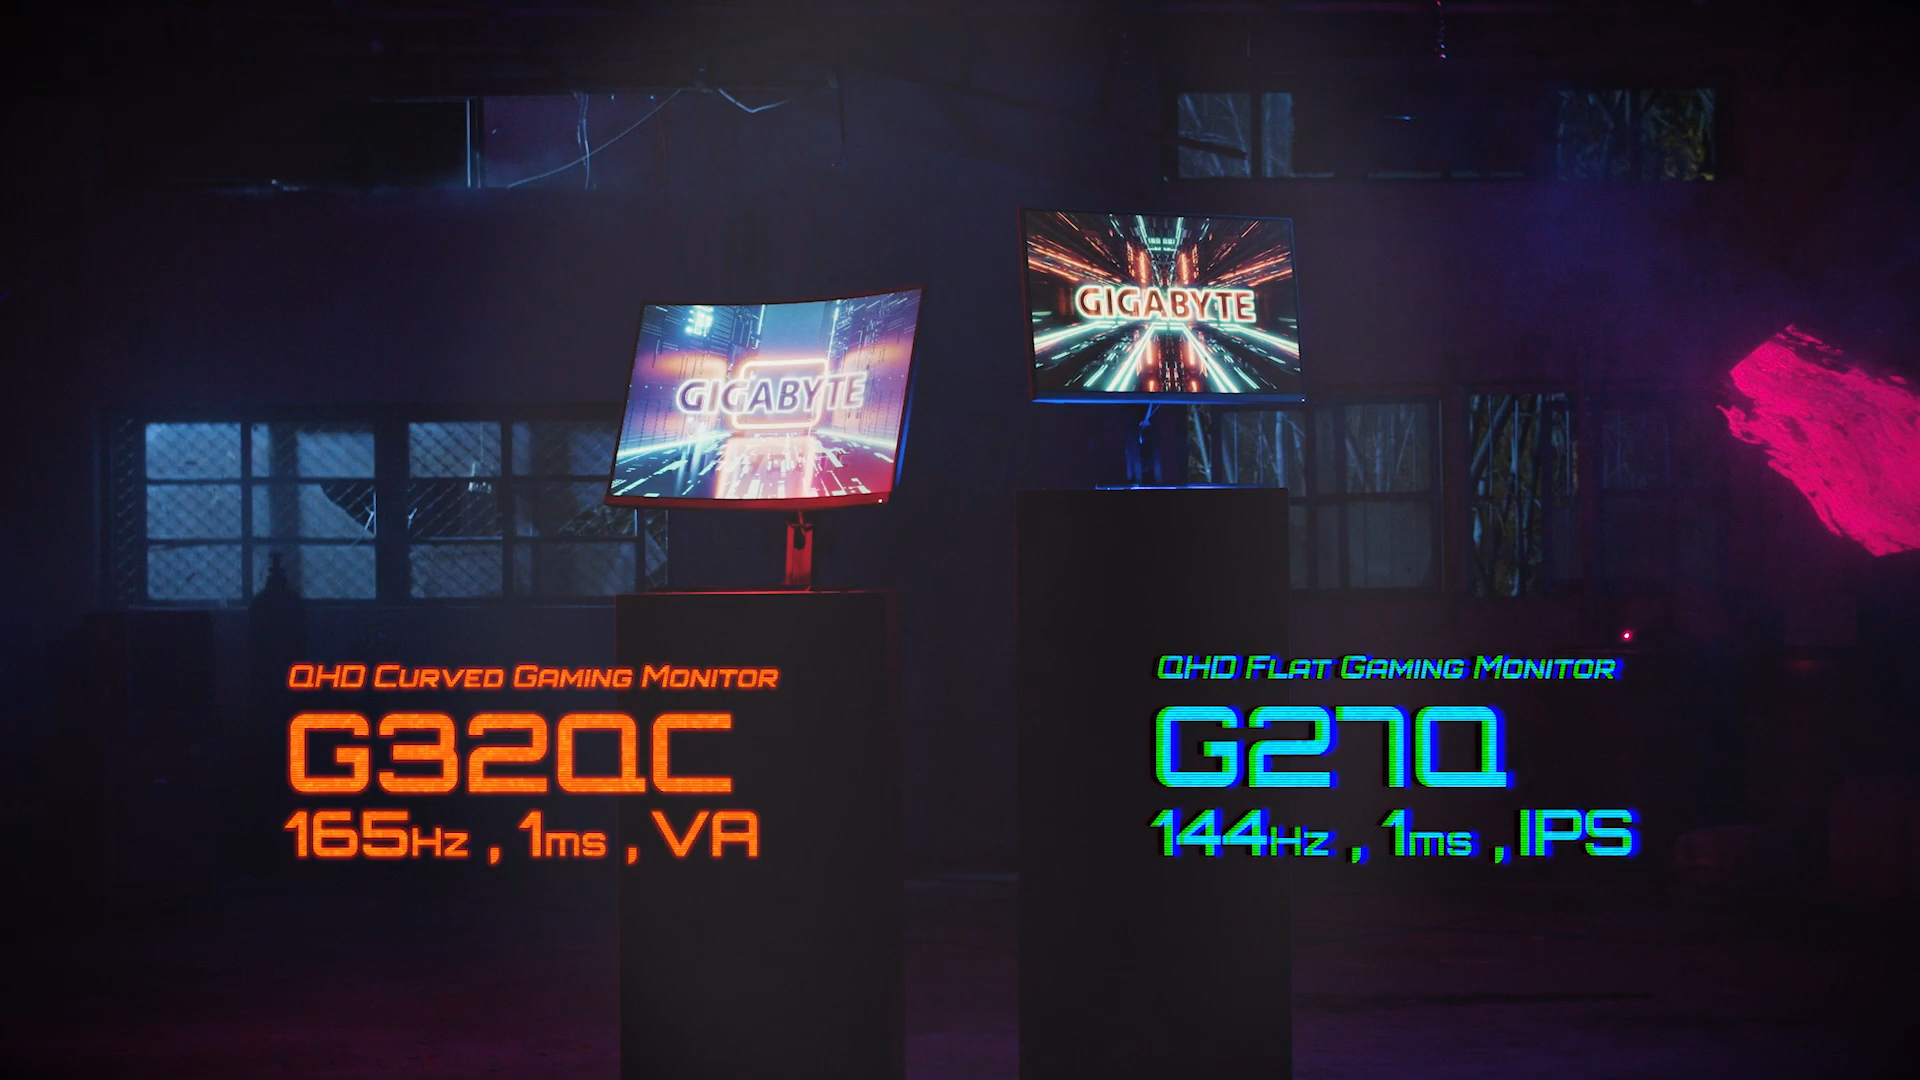 GIGABYTE
GIGABYTE
QHD CURVED GAMING MONITOR
G32QC
165Hz , 1ms , VA
QHD FLAT GAMING MONITOR
G27Q
144Hz , 1ms , IPS